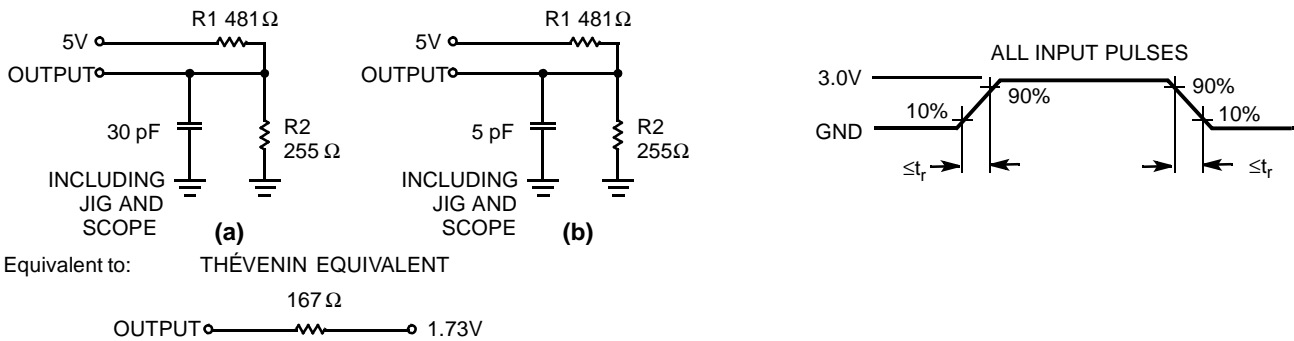 R1 481Ω
5V
OUTPUT
30 pF
R2
255 Ω
INCLUDING
JIG AND
SCOPE
(a)
R1 481Ω
5V
OUTPUT
5 pF
R2
255Ω
INCLUDING
JIG AND
SCOPE
(b)
ALL INPUT PULSES
3.0V
GND
10%
90%
90%
10%
≤tr
≤tr
Equivalent to: THÉVENIN EQUIVALENT
167 Ω
OUTPUT
1.73V